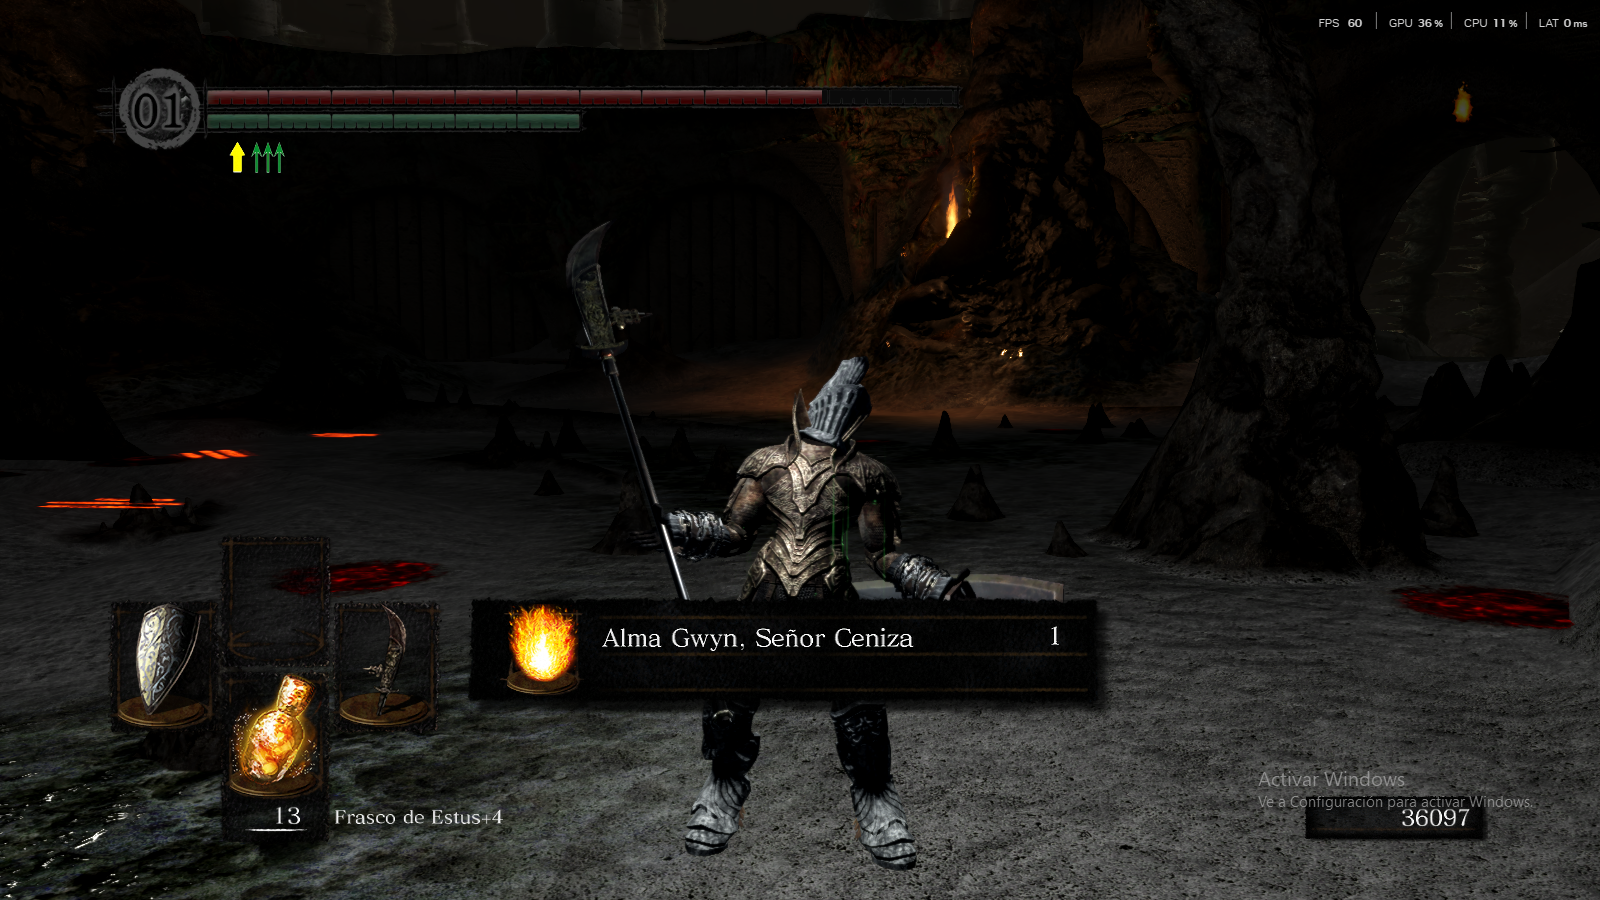 FPS 60 GPU 36% CPU 11% LAT 0 ms
01
Alma Gwyn, Señor Ceniza 1
Activar Windows
Ve a Configuración para activar Windows.
13 Frasco de Estus+4
36097